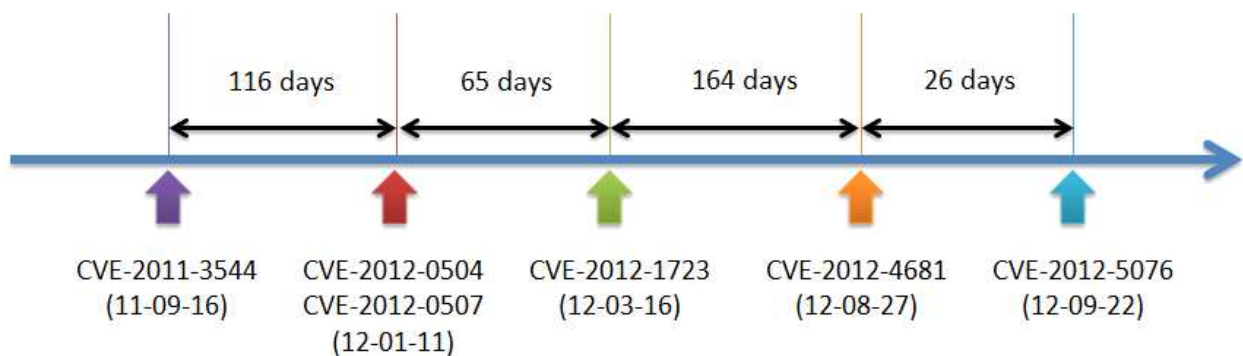 116 days
65 days
164 days
26 days
CVE-2011-3544
(11-09-16)
CVE-2012-0504
CVE-2012-0507
(12-01-11)
CVE-2012-1723
(12-03-16)
CVE-2012-4681
(12-08-27)
CVE-2012-5076
(12-09-22)